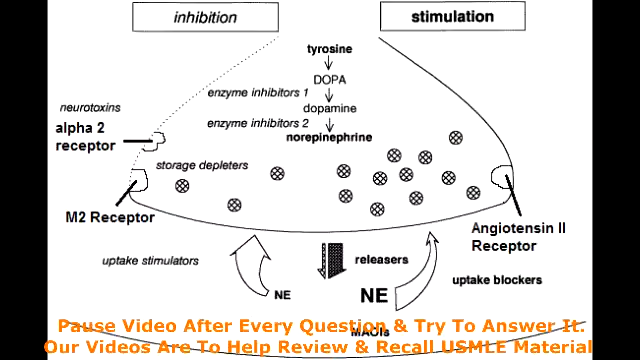 inhibition
stimulation
tyrosine
DOPA
enzyme inhibitors 1
dopamine
neurotoxins
enzyme inhibitors 2
alpha 2
receptor
norepinephrine
storage depleters
M2 Receptor
Angiotensin II
Receptor
uptake stimulators
releasers
uptake blockers
NE
NE
MAOIs
Pause Video After Every Question & Try To Answer It.
Our Videos Are To Help Review & Recall USMLE Material